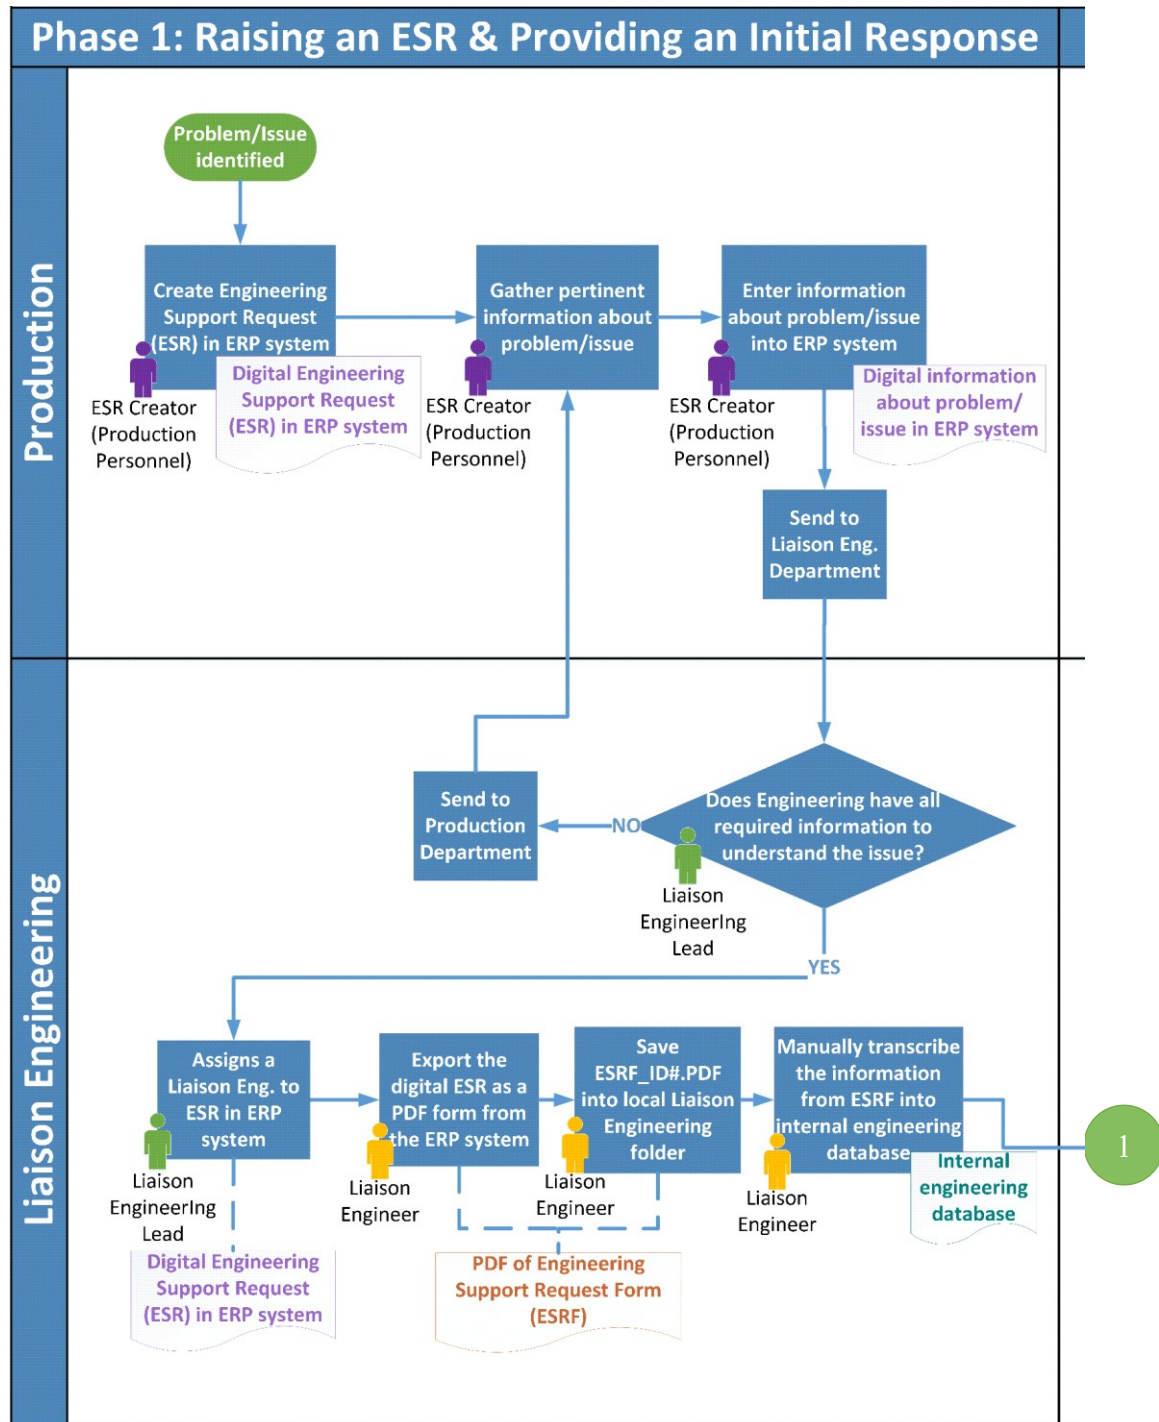 Phase 1: Raising an ESR & Providing an Initial Response
Production
Problem/Issue
identified
Create Engineering
Support Request
(ESR) in ERP system
ESR Creator
(Production
Personnel)
Digital Engineering
Support Request
(ESR) in ERP system
Gather pertinent
information about
problem/issue
ESR Creator
(Production
Personnel)
Enter information
about problem/issue
into ERP system
ESR Creator
(Production
Personnel)
Digital information
about problem/
issue in ERP system
Send to
Liaison Eng.
Department
Liaison Engineering
Does Engineering have all
required information to
understand the issue?
Liaison
EngineerIng
Lead
NO
Send to
Production
Department
YES
Assigns a
Liaison Eng. to
ESR in ERP
system
Liaison
EngineerIng
Lead
Digital Engineering
Support Request
(ESR) in ERP system
Export the
digital ESR as a
PDF form from
the ERP system
Liaison
Engineer
Save
ESRF_ID#.PDF
into local Liaison
Engineering
folder
Liaison
Engineer
PDF of Engineering
Support Request Form
(ESRF)
Manually transcribe
the information
from ESRF into
internal engineering
database
Liaison
Engineer
Internal
engineering
database
1